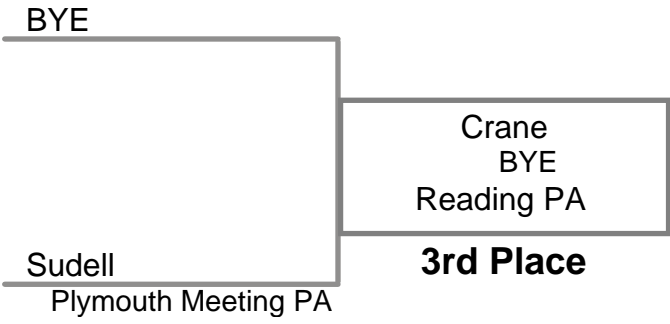 BYE
Crane
BYE
Reading PA
3rd Place
Sudell
Plymouth Meeting PA